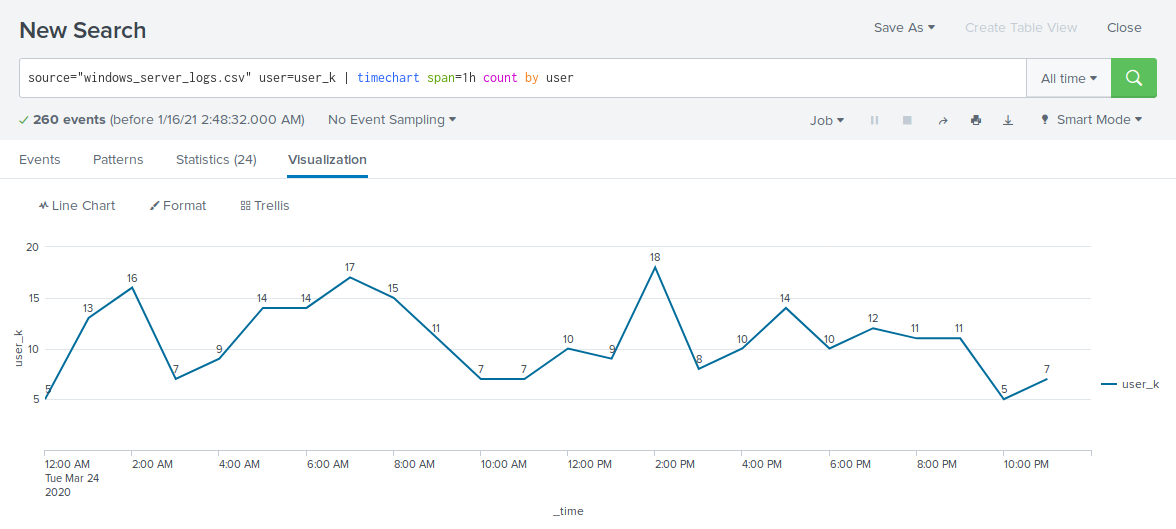 New Search
Save As
Create Table View
Close
source="windows_server_logs.csv" user=user_k | timechart span=1h count by user
All time
260 events (before 1/16/21 2:48:32.000 AM)
No Event Sampling
Job
Smart Mode
Events
Patterns
Statistics (24)
Visualization
Line Chart
Format
Trellis
20
15
10
5
user_k
5
13
16
7
9
14
14
17
15
11
7
7
10
9
18
8
10
14
10
12
11
11
5
7
user_k
12:00 AM
Tue Mar 24
2020
2:00 AM
4:00 AM
6:00 AM
8:00 AM
10:00 AM
12:00 PM
2:00 PM
4:00 PM
6:00 PM
8:00 PM
10:00 PM
_time